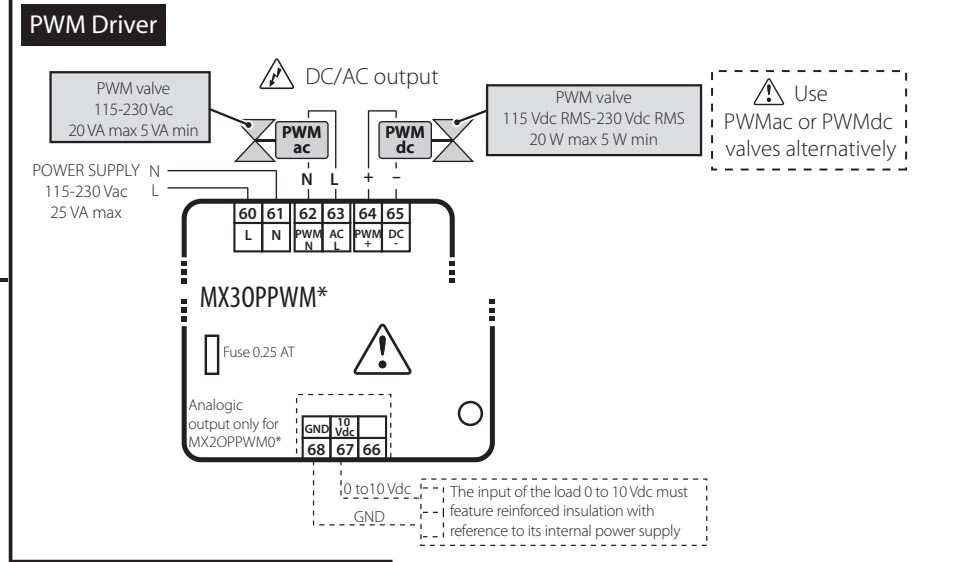 PWM Driver
DC/AC output
PWM valve
115-230 Vac
20 VA max 5 VA min
PWM
ac
PWM
dc
PWM valve
115 Vdc RMS-230 Vdc RMS
20 W max 5 W min
Use
PWMac or PWMdc
valves alternatively
POWER SUPPLY N
115-230 Vac L
25 VA max
N L + -
60 61 62 63 64 65
L N PWM AC PWM DC
N L + -
MX3OPPWM*
Fuse 0.25 AT
Analogic
output only for
MX2OPPWM0*
GND 10
Vdc
68 67 66
0 to10 Vdc
GND
The input of the load 0 to 10 Vdc must
feature reinforced insulation with
reference to its internal power supply